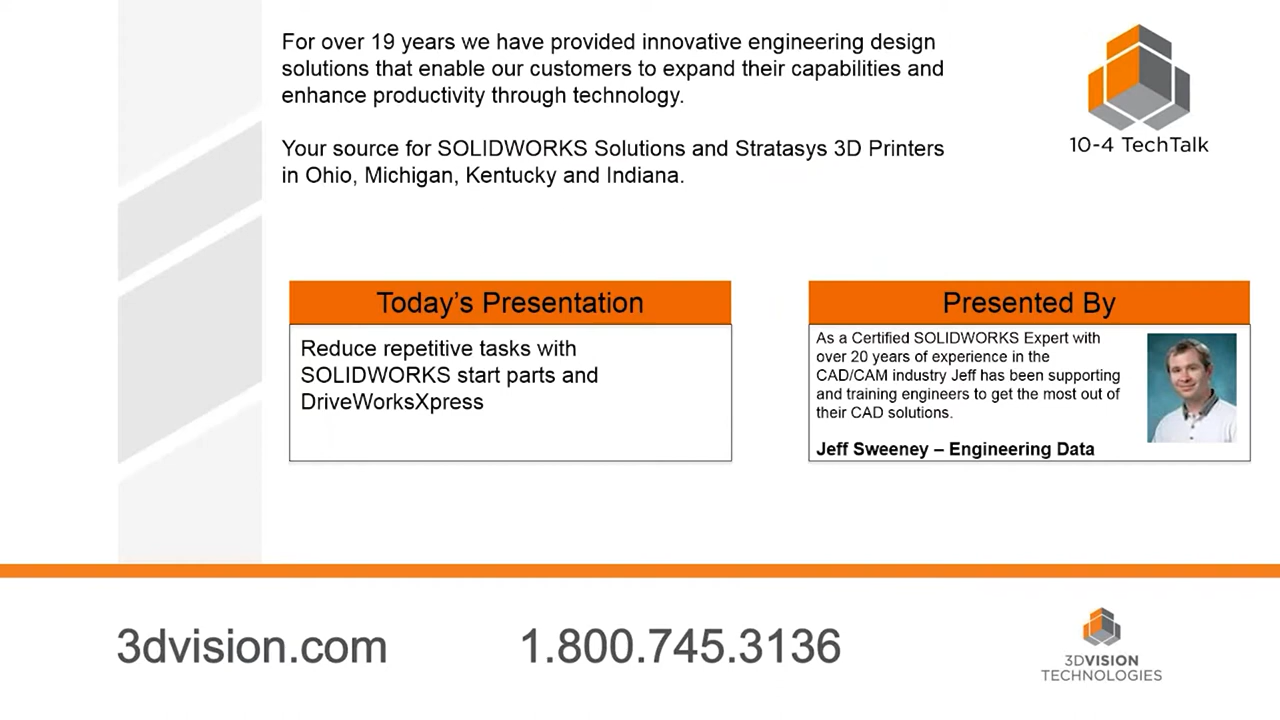 For over 19 years we have provided innovative engineering design
solutions that enable our customers to expand their capabilities and
enhance productivity through technology.
Your source for SOLIDWORKS Solutions and Stratasys 3D Printers
in Ohio, Michigan, Kentucky and Indiana.
10-4 TechTalk
Today's Presentation
Reduce repetitive tasks with
SOLIDWORKS start parts and
DriveWorksXpress
Presented By
As a Certified SOLIDWORKS Expert with
over 20 years of experience in the
CAD/CAM industry Jeff has been supporting
and training engineers to get the most out of
their CAD solutions.
Jeff Sweeney – Engineering Data
3dvision.com
1.800.745.3136
3DVISION
TECHNOLOGIES